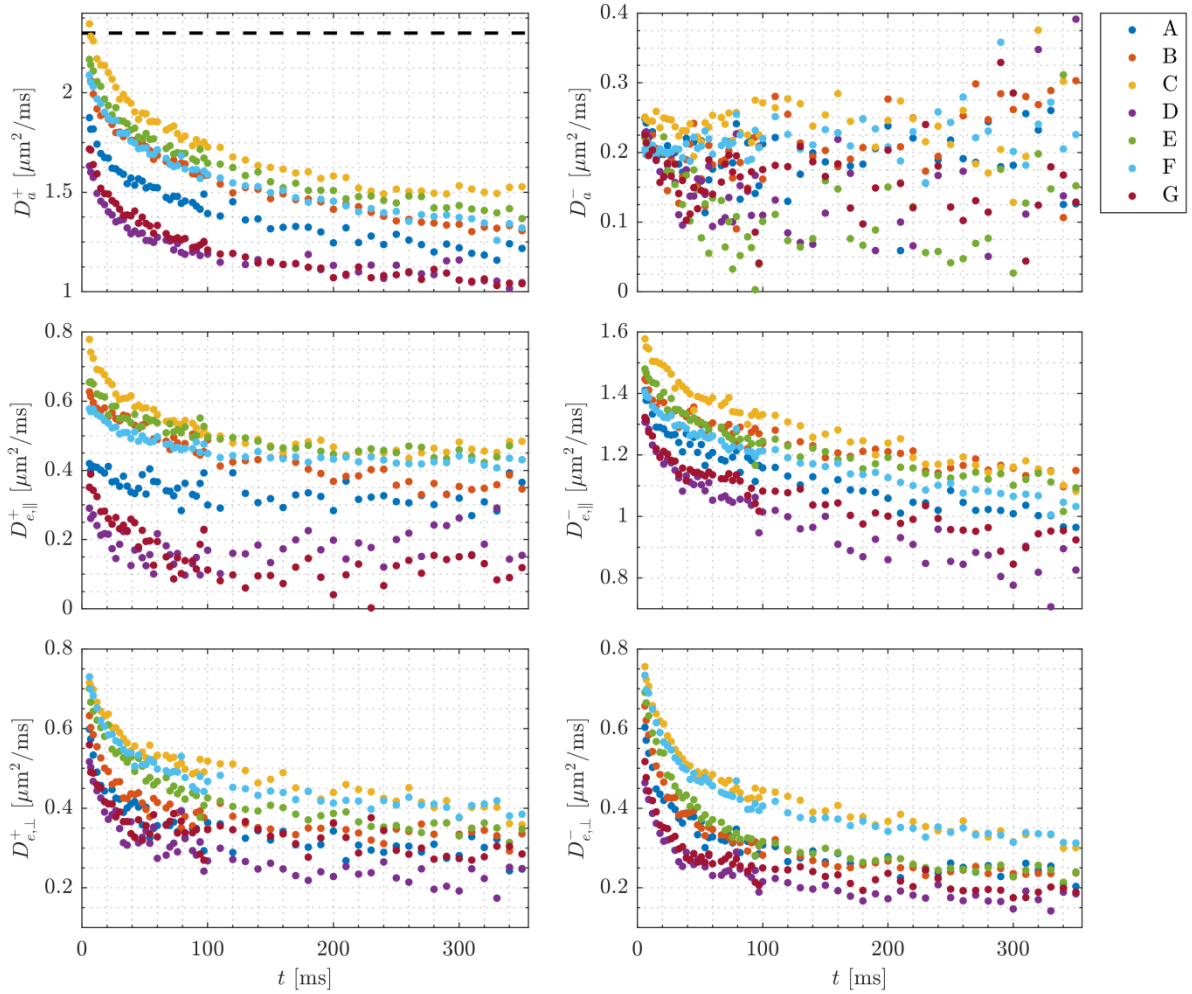 D_a^+ [μm²/ms]
2
1.5
1
D_a^- [μm²/ms]
0.4
0.3
0.2
0.1
0
A
B
C
D
E
F
G
D_{e,∥}^+ [μm²/ms]
0.8
0.6
0.4
0.2
0
D_{e,∥}^- [μm²/ms]
1.6
1.4
1.2
1
0.8
D_{e,⊥}^+ [μm²/ms]
0.8
0.6
0.4
0.2
0 100 200 300
t [ms]
D_{e,⊥}^- [μm²/ms]
0.8
0.6
0.4
0.2
0 100 200 300
t [ms]